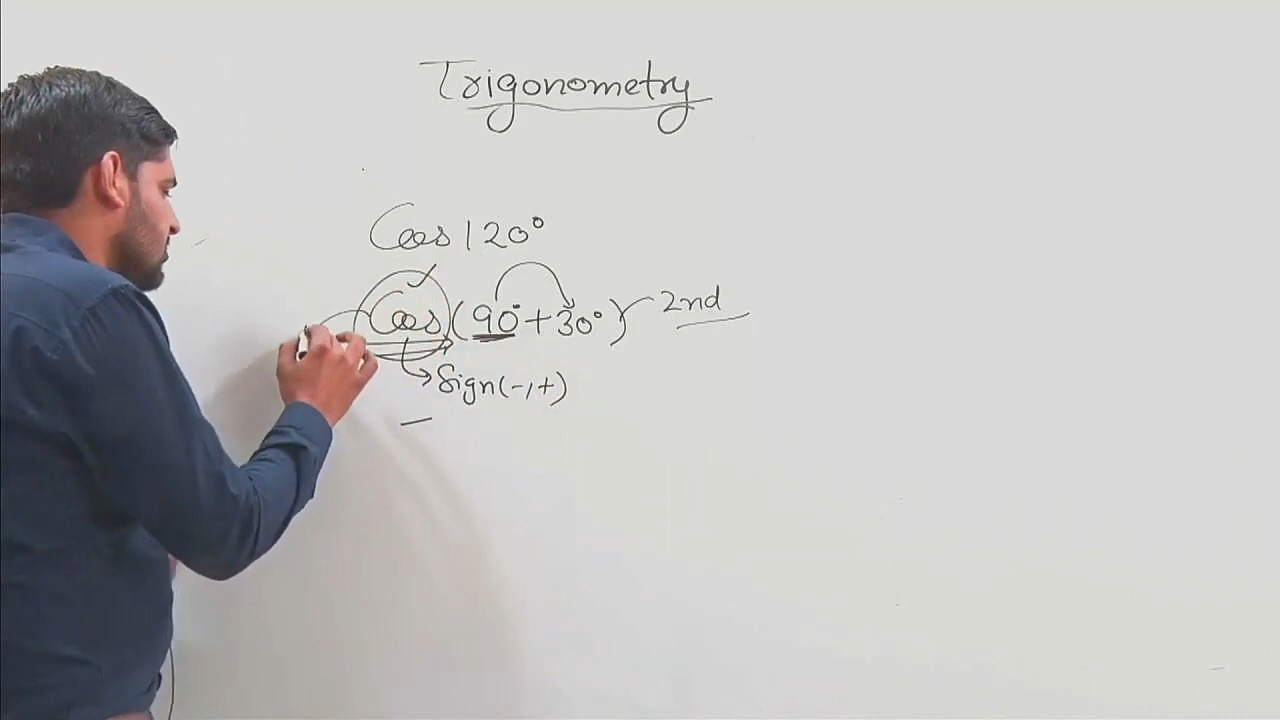 Trigonometry
Cos 120°
Cos (90° + 30°) 2nd
Sign (-, +)
-